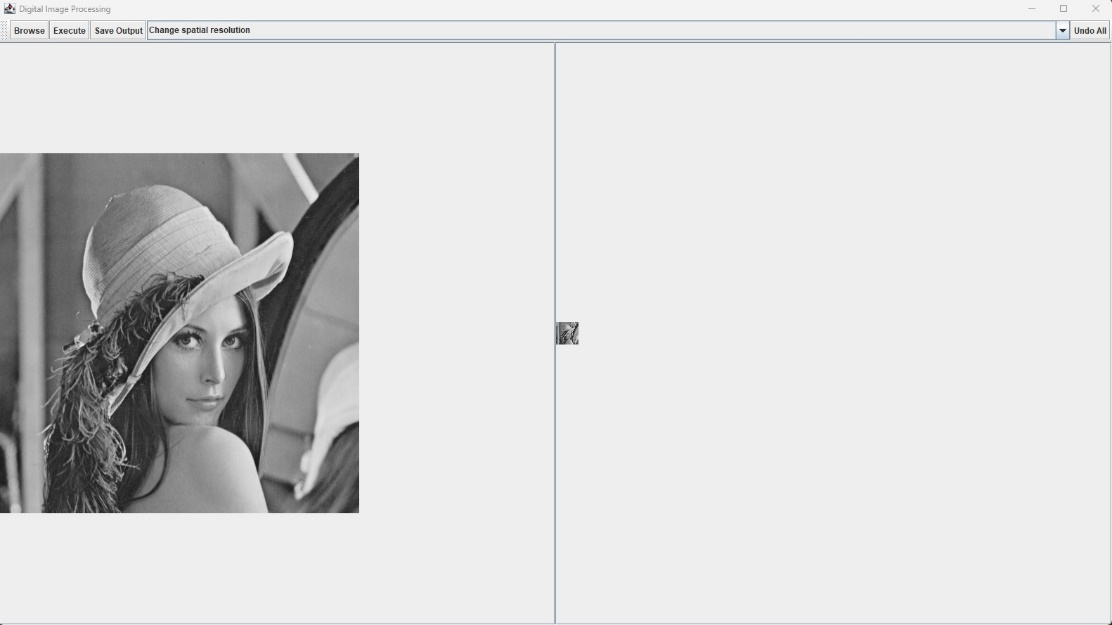 Digital Image Processing
Browse Execute Save Output Change spatial resolution Undo All